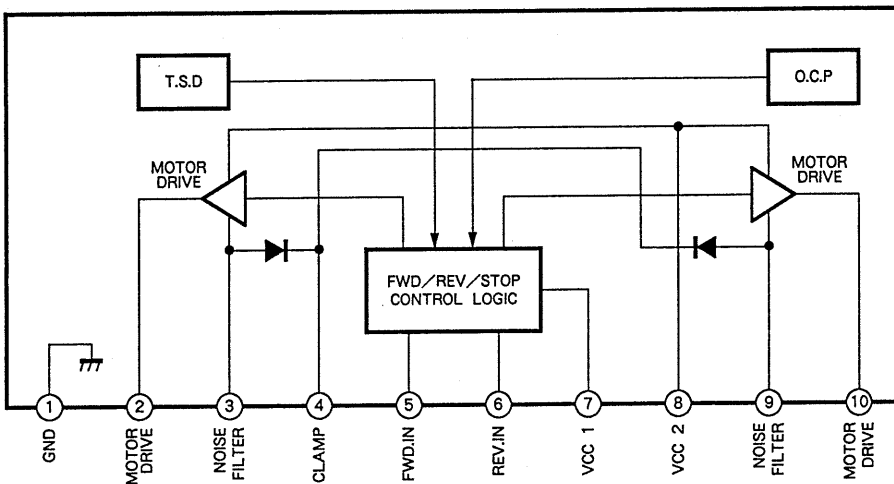 T.S.D
O.C.P
MOTOR
DRIVE
MOTOR
DRIVE
FWD/REV/STOP
CONTROL LOGIC
1
2
3
4
5
6
7
8
9
10
GND
MOTOR
DRIVE
NOISE
FILTER
CLAMP
FWD.IN
REV.IN
VCC 1
VCC 2
NOISE
FILTER
MOTOR
DRIVE